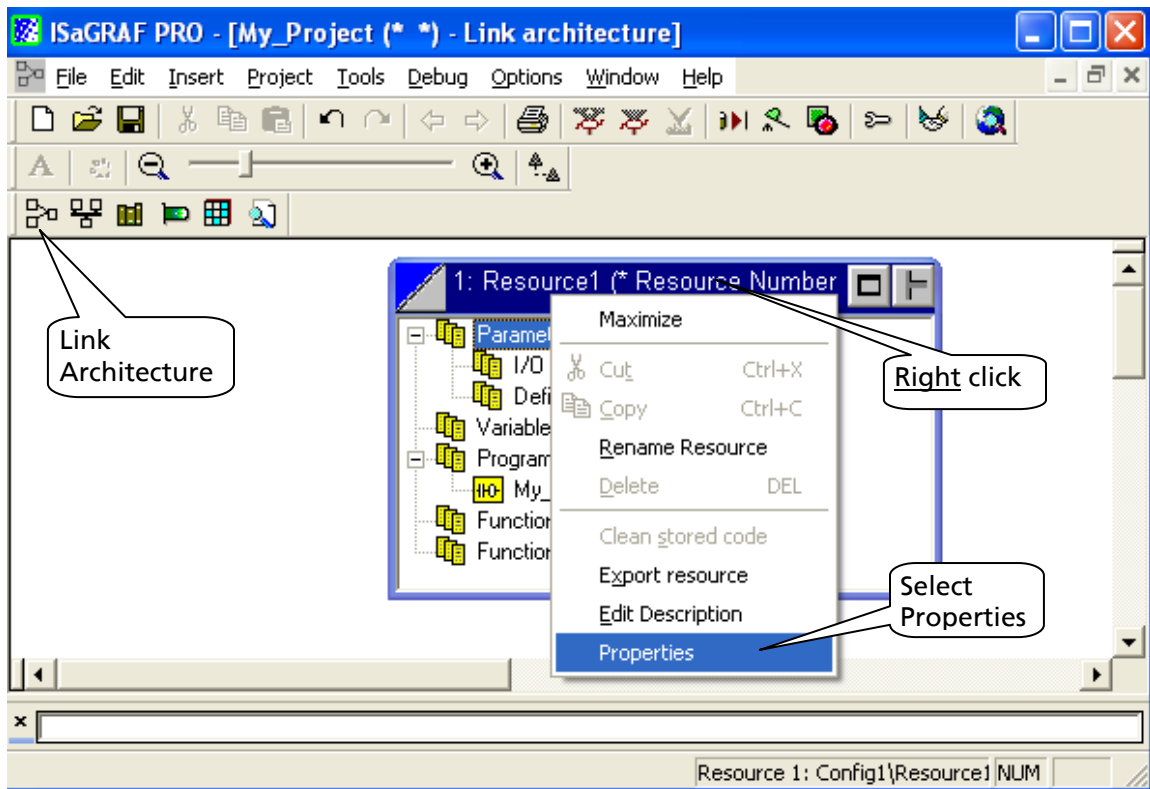 ISaGRAF PRO - [My_Project (* *) - Link architecture]
File Edit Insert Project Tools Debug Options Window Help
A
1: Resource1 (* Resource Number
Link
Architecture
Right click
Paramet
I/O
Defi
Variable
Program
My_
Function
Function
Maximize
Cut Ctrl+X
Copy Ctrl+C
Rename Resource
Delete DEL
Clean stored code
Export resource
Edit Description
Properties
Select
Properties
Resource 1: Config1\Resource1 NUM